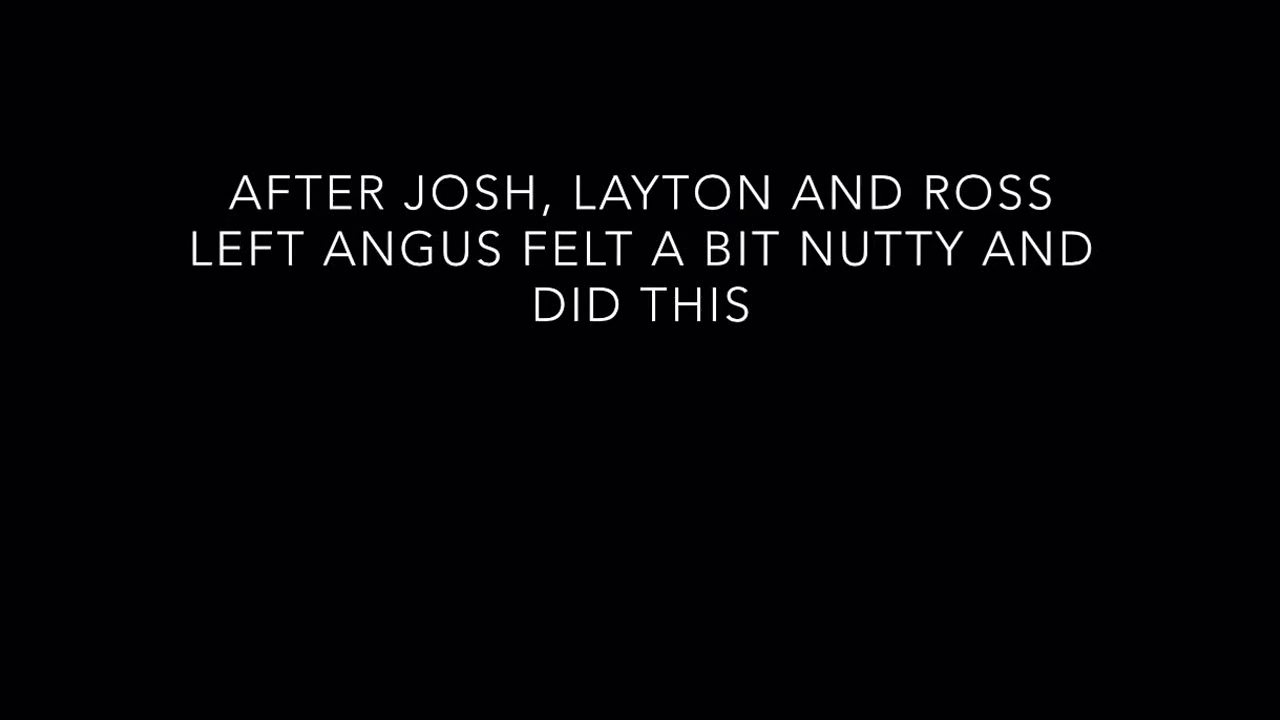 AFTER JOSH, LAYTON AND ROSS
LEFT ANGUS FELT A BIT NUTTY AND
DID THIS